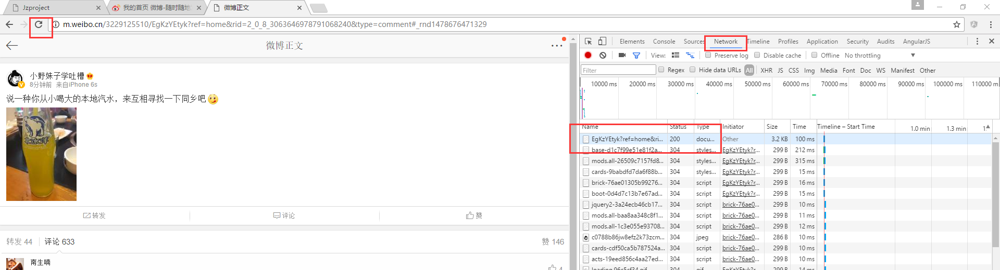 Jzproject
我的首页 微博-随时随地
微博正文
m.weibo.cn/3229125510/EgKzYEtyk?ref=home&rid=2_0_8_3063646978791068240&type=comment#_rnd1478676471329
微博正文
小野妹子学吐槽
8分钟前 来自iPhone 6s
说一种你从小喝大的本地汽水，来互相寻找一下同乡吧
北冰洋
转发
评论
赞
转发 44
评论 633
赞 146
南生喃
4
Elements Console Sources Network Timeline Profiles Application Security Audits AngularJS
View: Preserve log Disable cache Offline No throttling
Filter Regex Hide data URLs All XHR JS CSS Img Media Font Doc WS Manifest Other
10000 ms 20000 ms 30000 ms 40000 ms 50000 ms 60000 ms 70000 ms 80000 ms 90000 ms 100000 ms 110000 m
Name Status Type Initiator Size Time Timeline – Start Time 1.0 min 1.3 min 1.
EgKzYEtyk?ref=home&ri... 200 docu... Other 3.2 KB 100 ms
base-d1c7f99e51e81f2a... 304 styles... EgKzYEtyk?r... 299 B 212 ms
mods.all-26509c7157fd8... 304 styles... EgKzYEtyk?r... 299 B 315 ms
cards-9babdfd7da6f88b... 304 styles... EgKzYEtyk?r... 299 B 15 ms
brick-76ae01305b99276... 304 script EgKzYEtyk?r... 299 B 16 ms
boot-0d4d7c13b7e67ad... 304 script EgKzYEtyk?r... 299 B 15 ms
jquery2-3a24ecb46cb17... 304 script brick-76ae0... 299 B 10 ms
mods.all-baa8aa348c8f1... 304 script brick-76ae0... 299 B 11 ms
mods.all-1c3e055e93708... 304 script brick-76ae0... 299 B 12 ms
c0788b86jw8efz2k73zcm... 304 jpeg brick-76ae0... 286 B 10 ms
cards-cdf50ca5b787524a... 304 script brick-76ae0... 299 B 10 ms
acts-19eed856c4aa27ed... 304 script brick-76ae0... 299 B 10 ms
loading.96c5cf34.gif 304 gif EgKzYEtyk?r... 299 B 14 ms